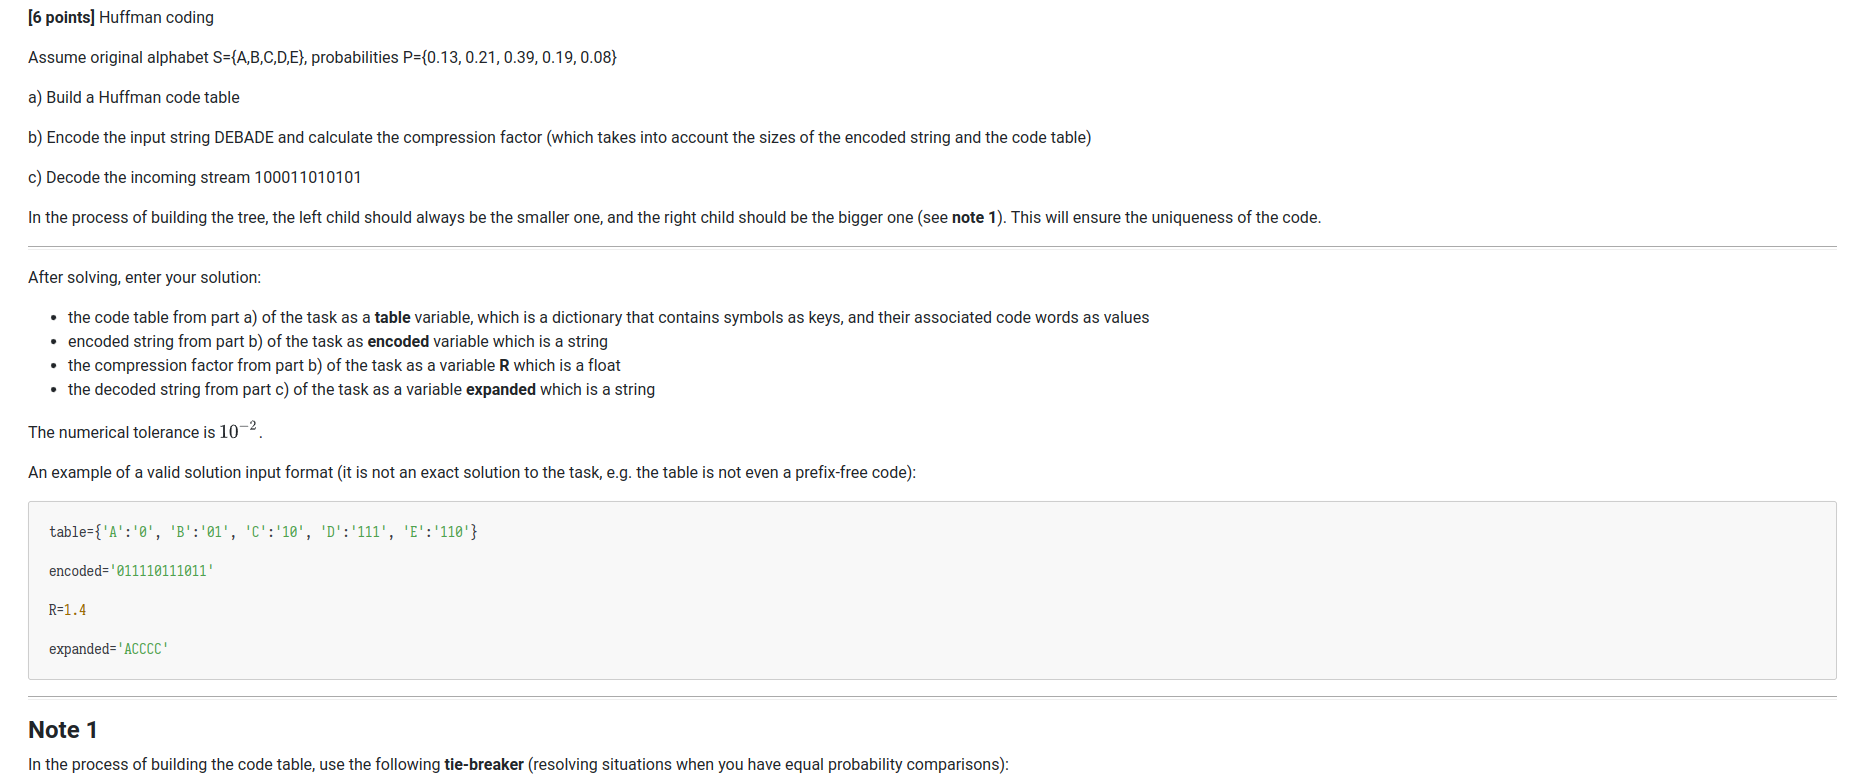 [6 points] Huffman coding
Assume original alphabet S={A,B,C,D,E}, probabilities P={0.13, 0.21, 0.39, 0.19, 0.08}
a) Build a Huffman code table
b) Encode the input string DEBADE and calculate the compression factor (which takes into account the sizes of the encoded string and the code table)
c) Decode the incoming stream 100011010101
In the process of building the tree, the left child should always be the smaller one, and the right child should be the bigger one (see note 1). This will ensure the uniqueness of the code.
After solving, enter your solution:
• the code table from part a) of the task as a table variable, which is a dictionary that contains symbols as keys, and their associated code words as values
• encoded string from part b) of the task as encoded variable which is a string
• the compression factor from part b) of the task as a variable R which is a float
• the decoded string from part c) of the task as a variable expanded which is a string
The numerical tolerance is 10⁻².
An example of a valid solution input format (it is not an exact solution to the task, e.g. the table is not even a prefix-free code):
table={'A':'0', 'B':'01', 'C':'10', 'D':'111', 'E':'110'}
encoded='011110111011'
R=1.4
expanded='ACCCC'
Note 1
In the process of building the code table, use the following tie-breaker (resolving situations when you have equal probability comparisons):